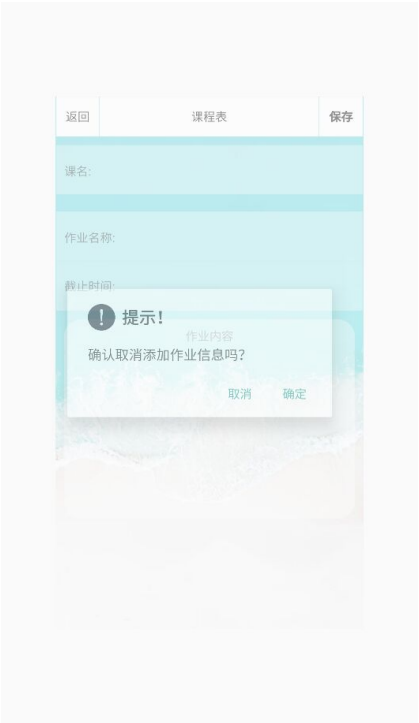 返回 课程表 保存
课名:
作业名称:
截止时间:
提示!
作业内容
确认取消添加作业信息吗?
取消 确定